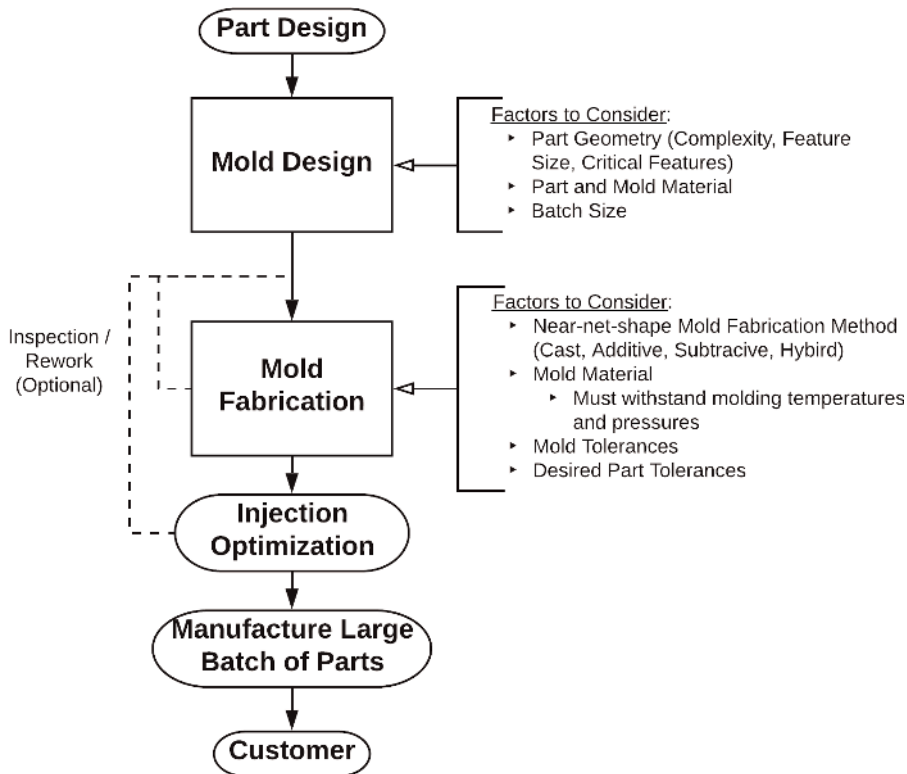 Part Design
Mold Design
Factors to Consider:
‣ Part Geometry (Complexity, Feature
Size, Critical Features)
‣ Part and Mold Material
‣ Batch Size
Inspection /
Rework
(Optional)
Mold
Fabrication
Factors to Consider:
‣ Near-net-shape Mold Fabrication Method
(Cast, Additive, Subtracive, Hybird)
‣ Mold Material
‣ Must withstand molding temperatures
and pressures
‣ Mold Tolerances
‣ Desired Part Tolerances
Injection
Optimization
Manufacture Large
Batch of Parts
Customer